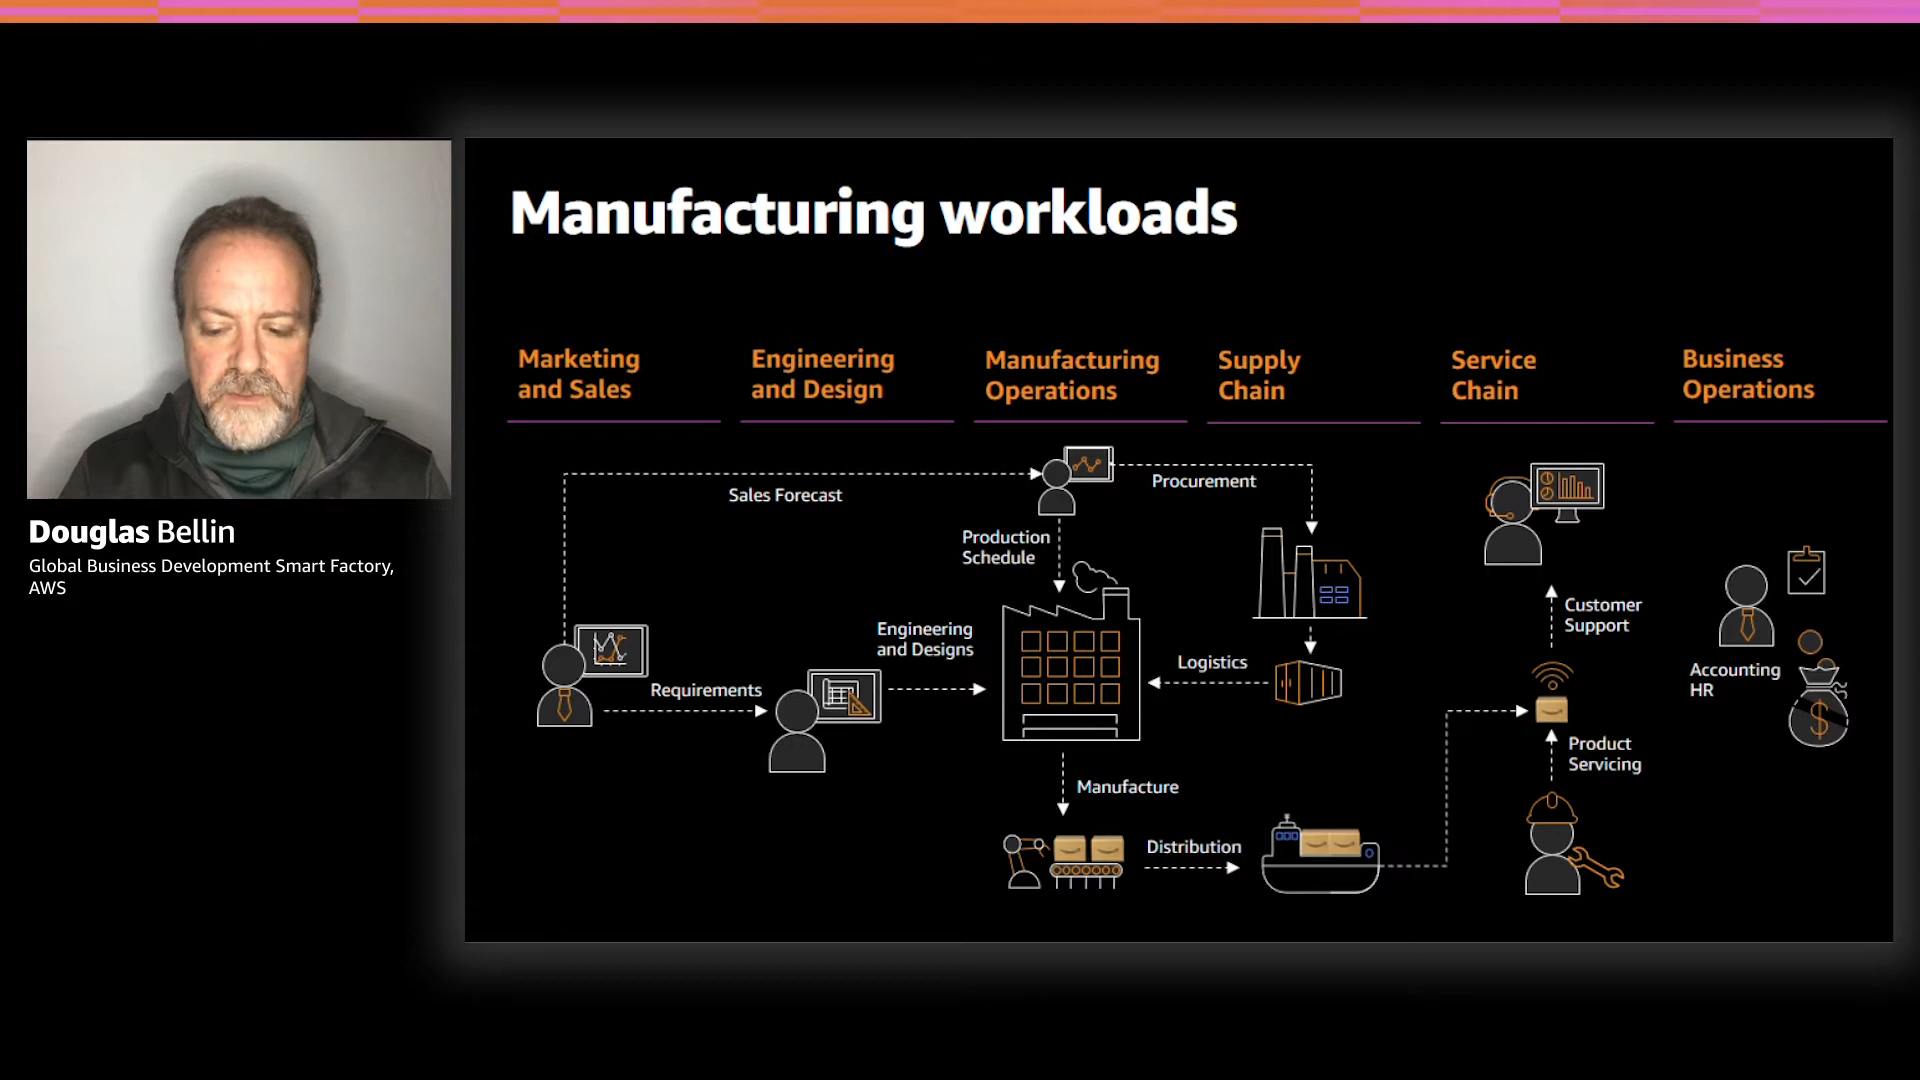 Manufacturing workloads
Marketing
and Sales
Engineering
and Design
Manufacturing
Operations
Supply
Chain
Service
Chain
Business
Operations
Sales Forecast
Procurement
Production
Schedule
Engineering
and Designs
Requirements
Logistics
Customer
Support
Accounting
HR
Product
Servicing
Manufacture
Distribution
$
Douglas Bellin
Global Business Development Smart Factory,
AWS